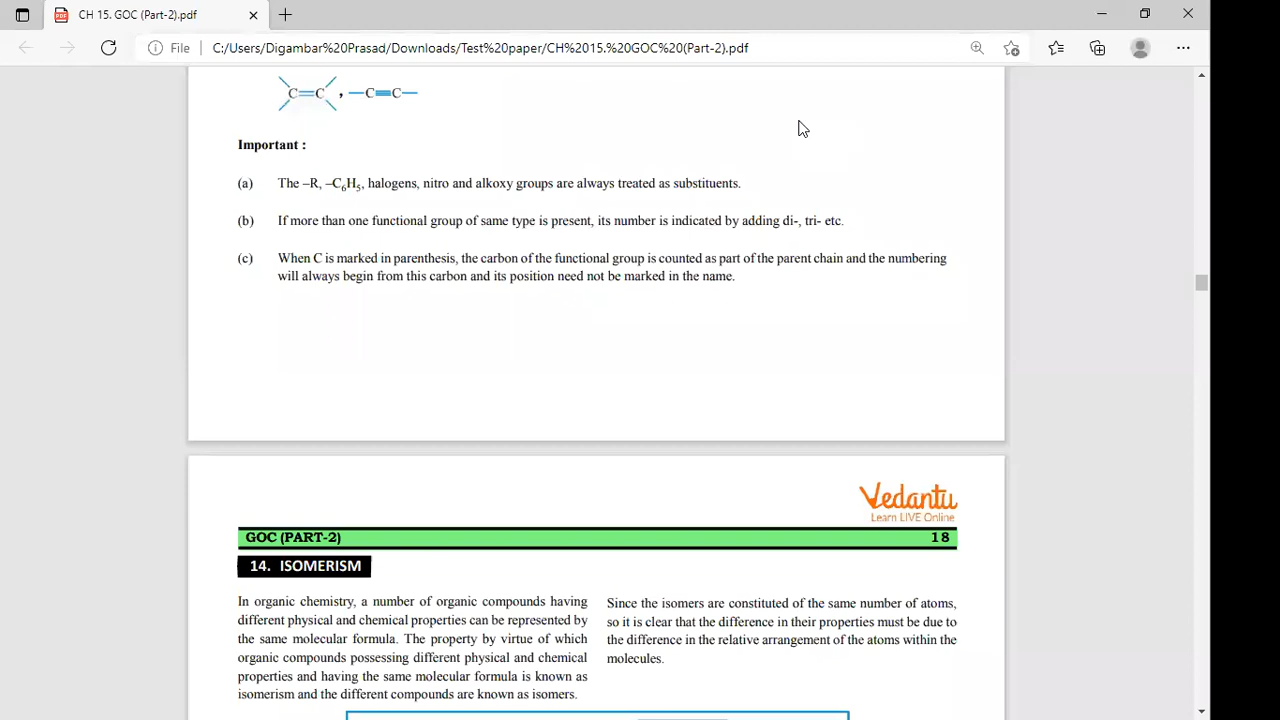 CH 15. GOC (Part-2).pdf
File C:/Users/Digambar%20Prasad/Downloads/Test%20paper/CH%2015.%20GOC%20(Part-2).pdf
C=C , —C≡C—
Important :
(a) The –R, –C₆H₅, halogens, nitro and alkoxy groups are always treated as substituents.
(b) If more than one functional group of same type is present, its number is indicated by adding di-, tri- etc.
(c) When C is marked in parenthesis, the carbon of the functional group is counted as part of the parent chain and the numbering
will always begin from this carbon and its position need not be marked in the name.
Vedantu
Learn LIVE Online
GOC (PART-2) 18
14. ISOMERISM
In organic chemistry, a number of organic compounds having
different physical and chemical properties can be represented by
the same molecular formula. The property by virtue of which
organic compounds possessing different physical and chemical
properties and having the same molecular formula is known as
isomerism and the different compounds are known as isomers.
Since the isomers are constituted of the same number of atoms,
so it is clear that the difference in their properties must be due to
the difference in the relative arrangement of the atoms within the
molecules.